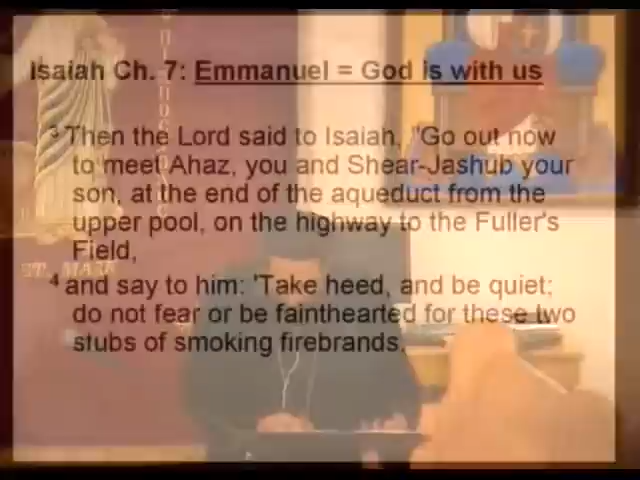 Isaiah Ch. 7: Emmanuel = God is with us
3 Then the Lord said to Isaiah, "Go out now
to meet Ahaz, you and Shear-Jashub your
son, at the end of the aqueduct from the
upper pool, on the highway to the Fuller's
Field,
4 and say to him: 'Take heed, and be quiet;
do not fear or be fainthearted for these two
stubs of smoking firebrands,
ST. MARK